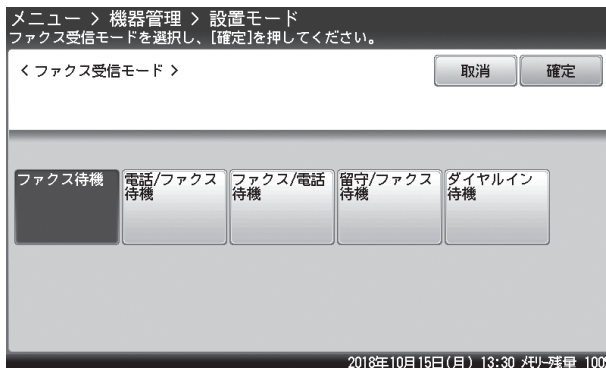 メニュー > 機器管理 > 設置モード
ファクス受信モードを選択し、[確定]を押してください。
<ファクス受信モード>
取消
確定
ファクス待機
電話/ファクス
待機
ファクス/電話
待機
留守/ファクス
待機
ダイヤルイン
待機
2018年10月15日(月) 13:30 メモリー残量 100%